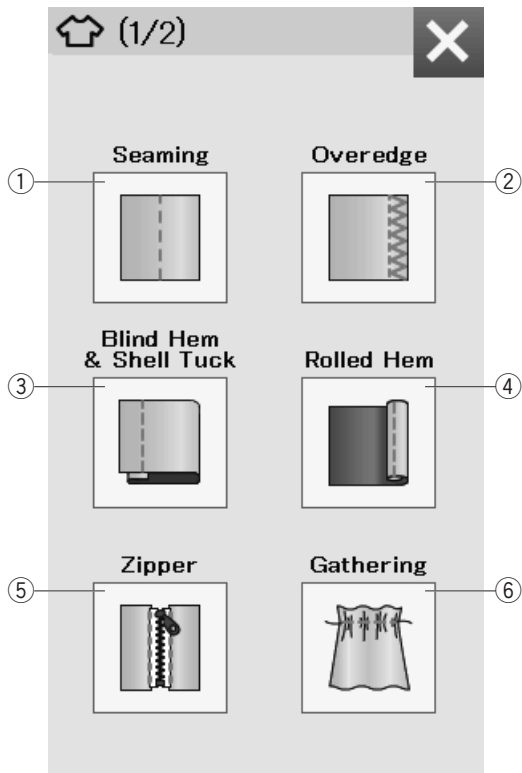 (1/2)
Seaming
Overedge
① ②
Blind Hem
& Shell Tuck
Rolled Hem
③ ④
Zipper
Gathering
⑤ ⑥